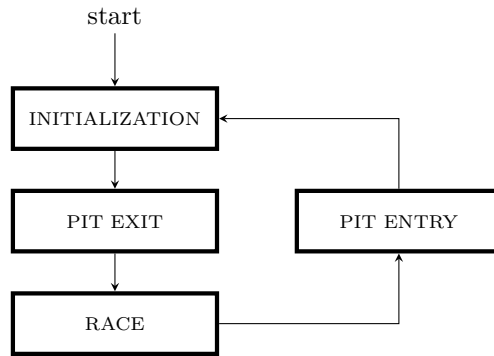 start
INITIALIZATION
PIT EXIT
PIT ENTRY
RACE